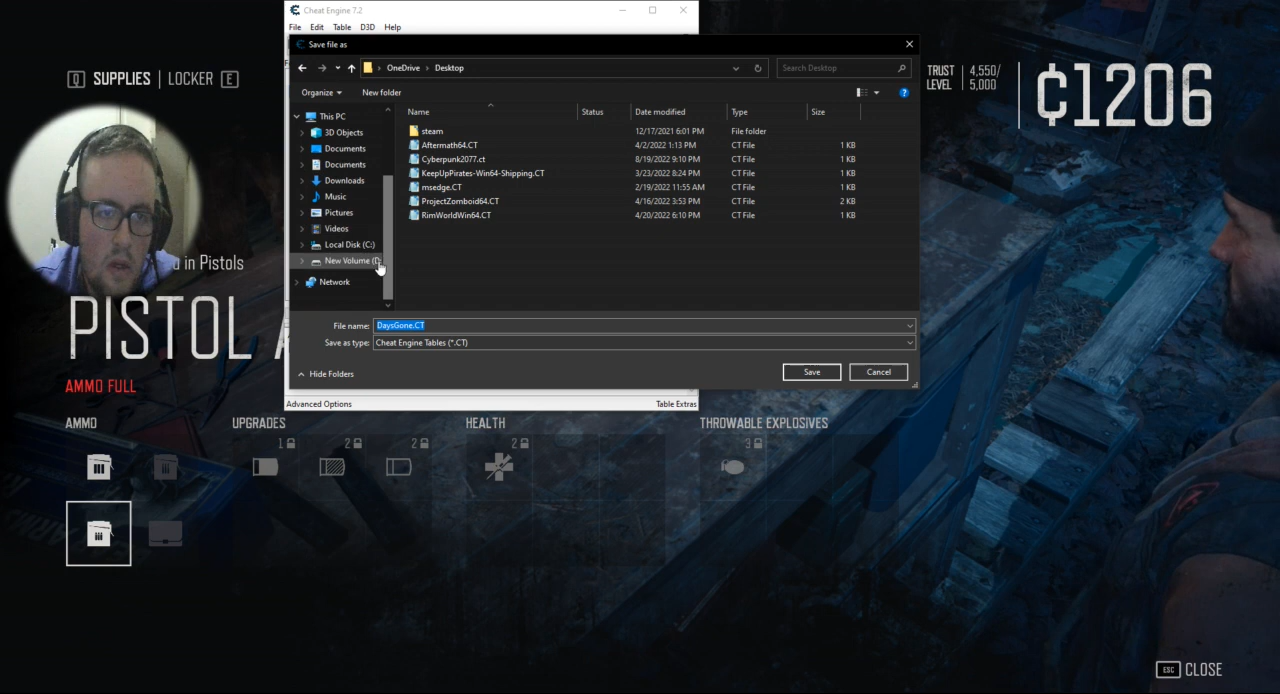 Cheat Engine 7.2
File Edit Table D3D Help
Save file as
OneDrive > Desktop
Search Desktop
Organize
New folder
This PC
3D Objects
Documents
Documents
Downloads
Music
Pictures
Videos
Local Disk (C:)
New Volume (D:
Network
Name Status Date modified Type Size
steam 12/17/2021 6:01 PM File folder
Aftermath64.CT 4/2/2022 1:13 PM CT File 1 KB
Cyberpunk2077.ct 8/19/2022 9:10 PM CT File 1 KB
KeepUpPirates-Win64-Shipping.CT 3/23/2022 8:24 PM CT File 1 KB
msedge.CT 2/19/2022 11:55 AM CT File 1 KB
ProjectZomboid64.CT 4/16/2022 3:53 PM CT File 2 KB
RimWorldWin64.CT 4/20/2022 6:10 PM CT File 1 KB
File name: DaysGone.CT
Save as type: Cheat Engine Tables (*.CT)
Hide Folders
Save
Cancel
Advanced Options
Table Extras
Q SUPPLIES | LOCKER E
TRUST LEVEL 4,550/ 5,000
₵1206
in Pistols
PISTOL
AMMO FULL
AMMO UPGRADES HEALTH THROWABLE EXPLOSIVES
1 2 2 2 3
ESC CLOSE